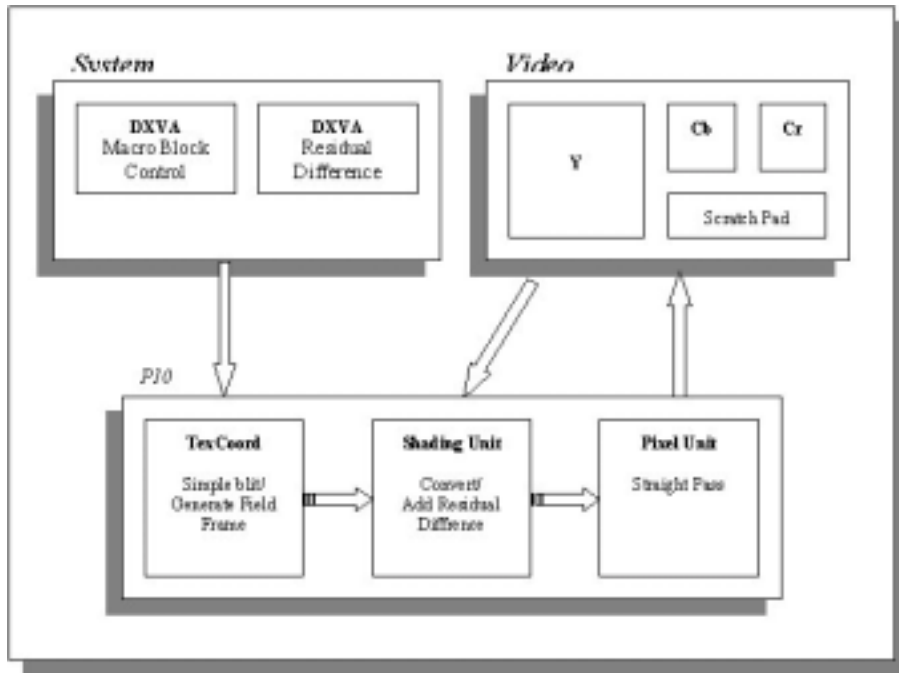 System
Video
DXVA
Macro Block
Control
DXVA
Residual
Difference
Y
Cb
Cr
Scratch Pad
P10
TexCoord
Simple blit/
Generate Field
Frame
Shading Unit
Convert/
Add Residual
Diffrence
Pixel Unit
Straight Pass